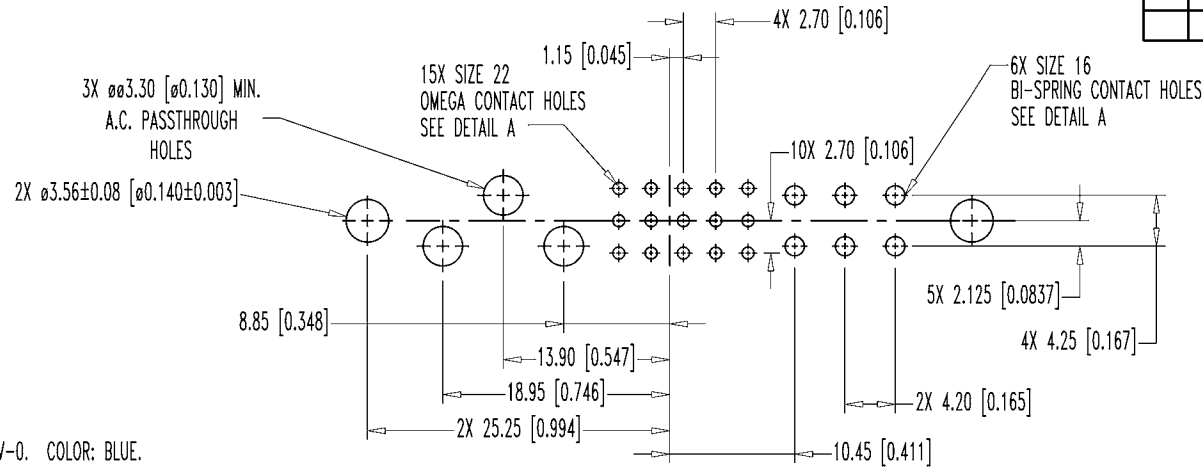 4X 2.70 [0.106]
1.15 [0.045]
6X SIZE 16
BI-SPRING CONTACT HOLES
SEE DETAIL A
15X SIZE 22
OMEGA CONTACT HOLES
SEE DETAIL A
3X øø3.30 [ø0.130] MIN.
A.C. PASSTHROUGH
HOLES
10X 2.70 [0.106]
2X ø3.56±0.08 [ø0.140±0.003]
5X 2.125 [0.0837]
8.85 [0.348]
4X 4.25 [0.167]
13.90 [0.547]
18.95 [0.746]
2X 4.20 [0.165]
2X 25.25 [0.994]
V-0. COLOR: BLUE.
10.45 [0.411]